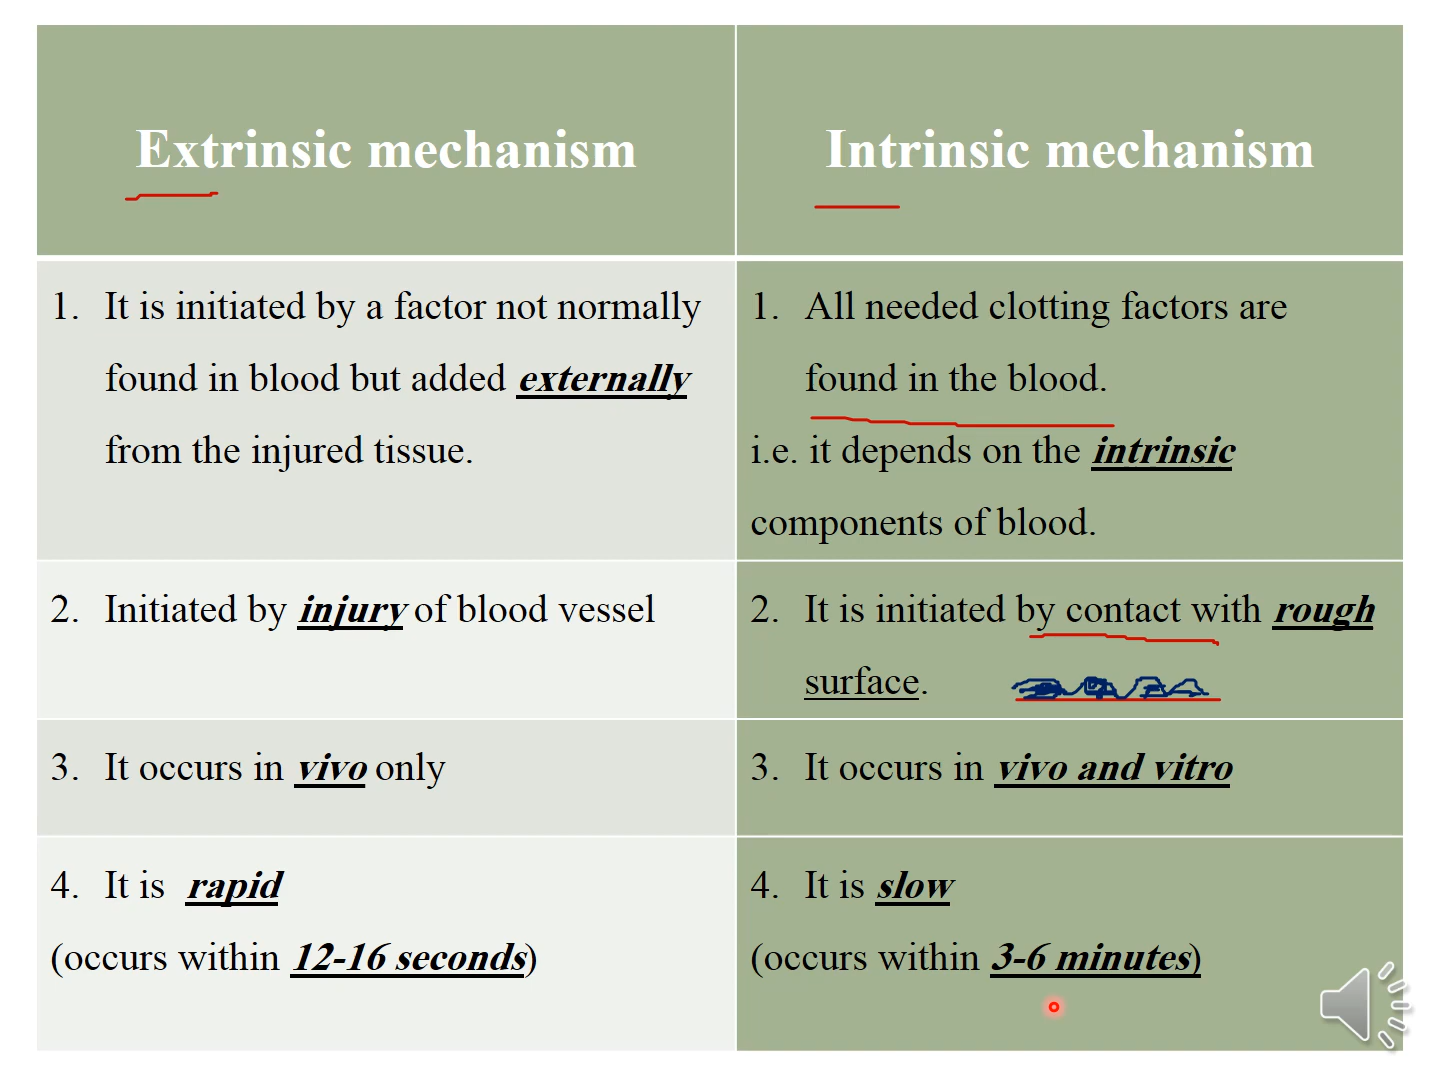 Extrinsic mechanism
Intrinsic mechanism
1. It is initiated by a factor not normally
found in blood but added externally
from the injured tissue.
1. All needed clotting factors are
found in the blood.
i.e. it depends on the intrinsic
components of blood.
2. Initiated by injury of blood vessel
2. It is initiated by contact with rough
surface.
3. It occurs in vivo only
3. It occurs in vivo and vitro
4. It is rapid
(occurs within 12-16 seconds)
4. It is slow
(occurs within 3-6 minutes)